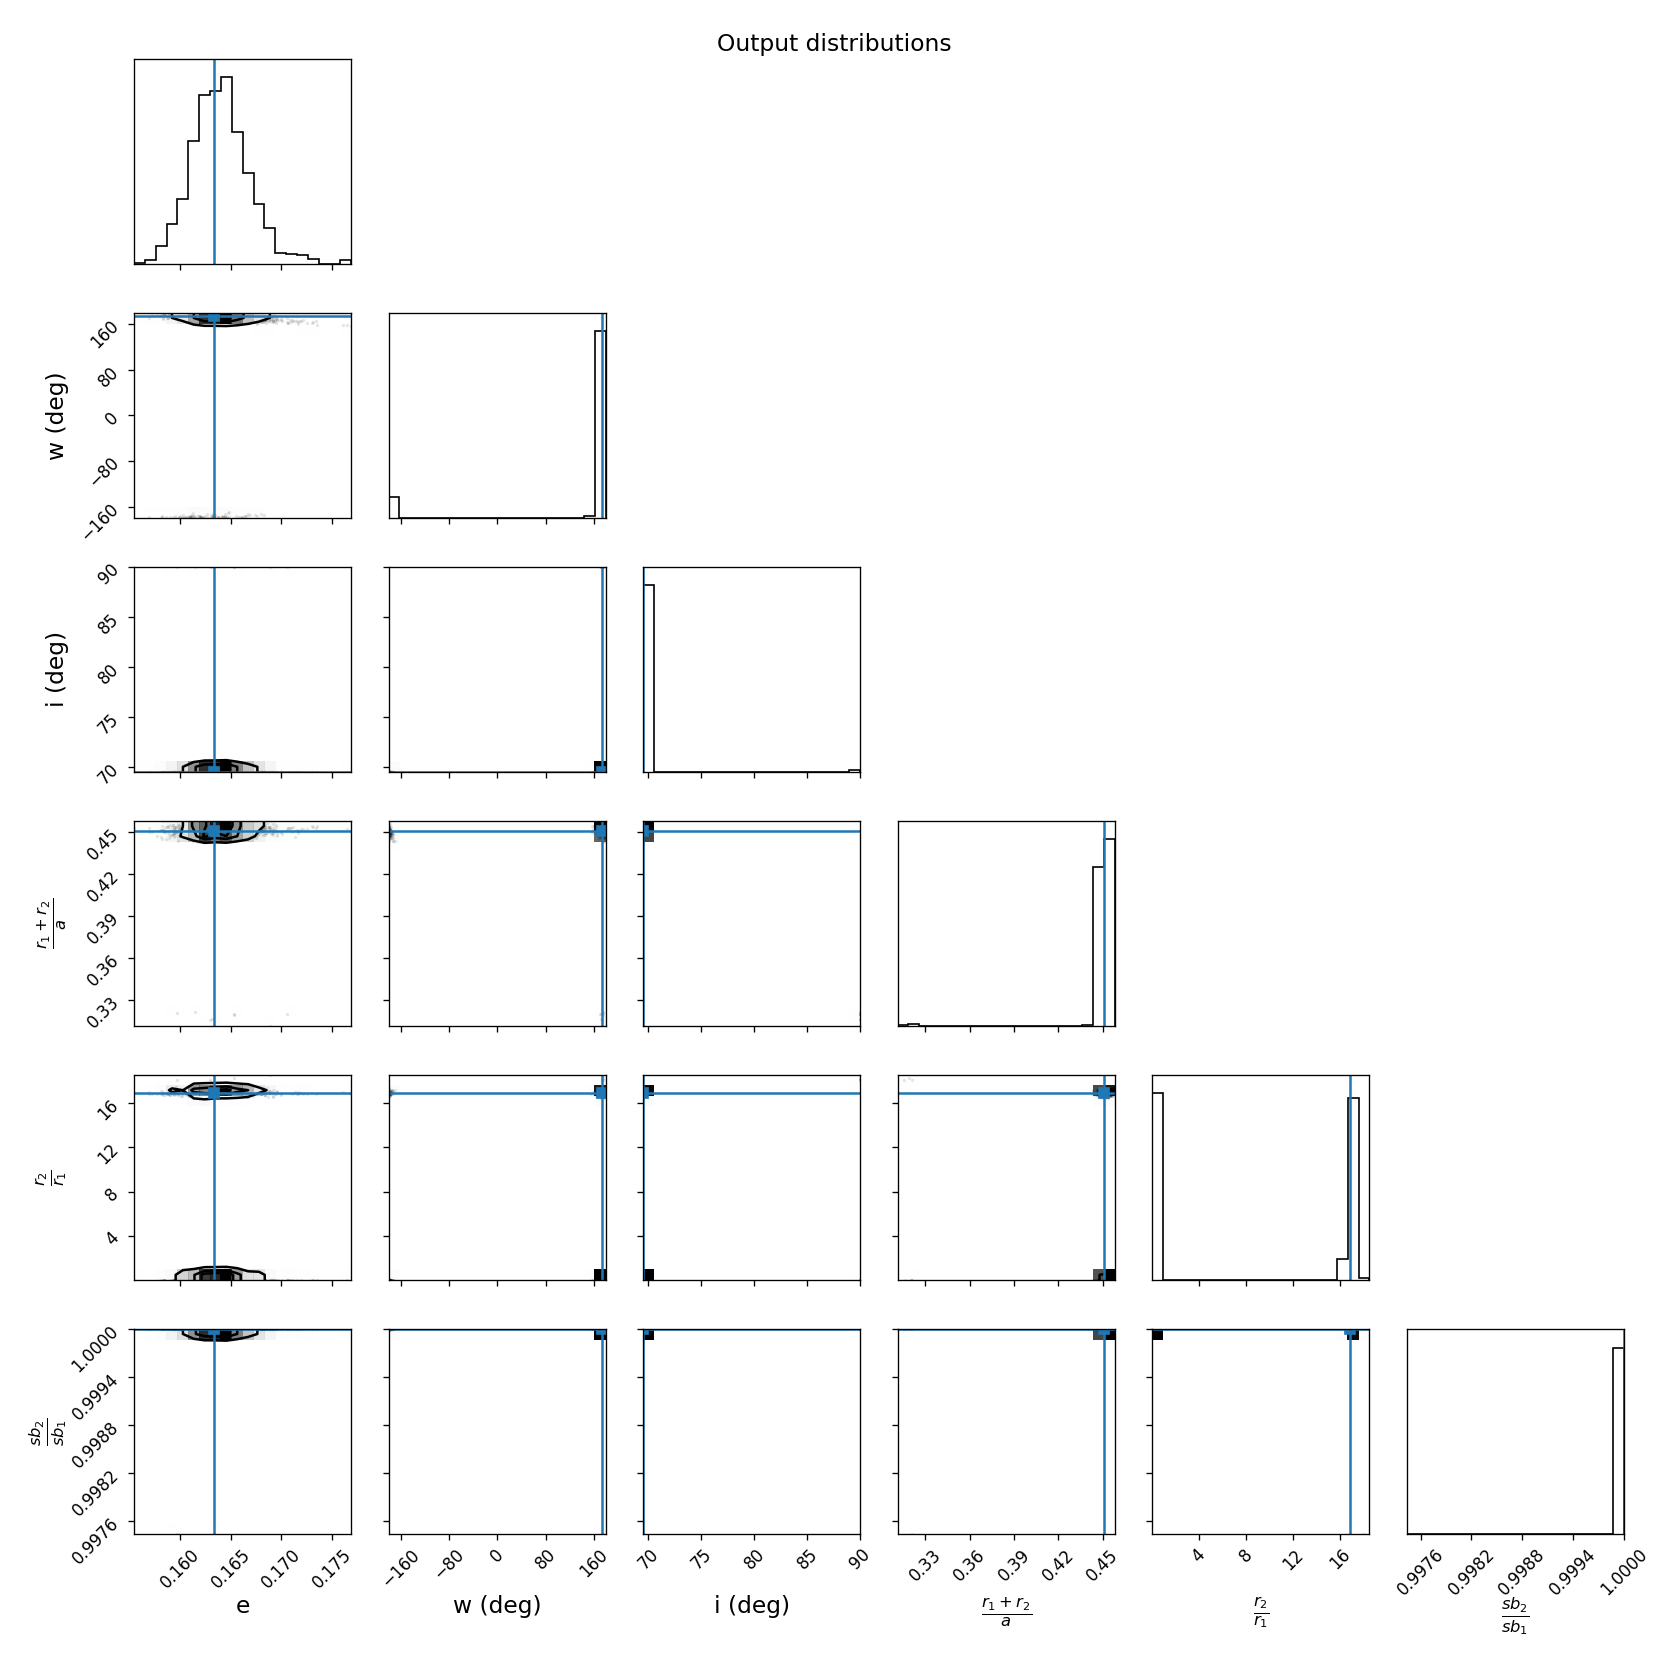 Output distributions
w (deg)
160
80
0
−80
−160
i (deg)
90
85
80
75
70
r₁ + r₂ / a
0.45
0.42
0.39
0.36
0.33
r₂ / r₁
16
12
8
4
sb₂ / sb₁
1.0000
0.9994
0.9988
0.9982
0.9976
0.160 0.165 0.170 0.175
−160 −80 0 80 160
70 75 80 85 90
0.33 0.36 0.39 0.42 0.45
4 8 12 16
0.9976 0.9982 0.9988 0.9994 1.0000
e
w (deg)
i (deg)
r₁ + r₂ / a
r₂ / r₁
sb₂ / sb₁